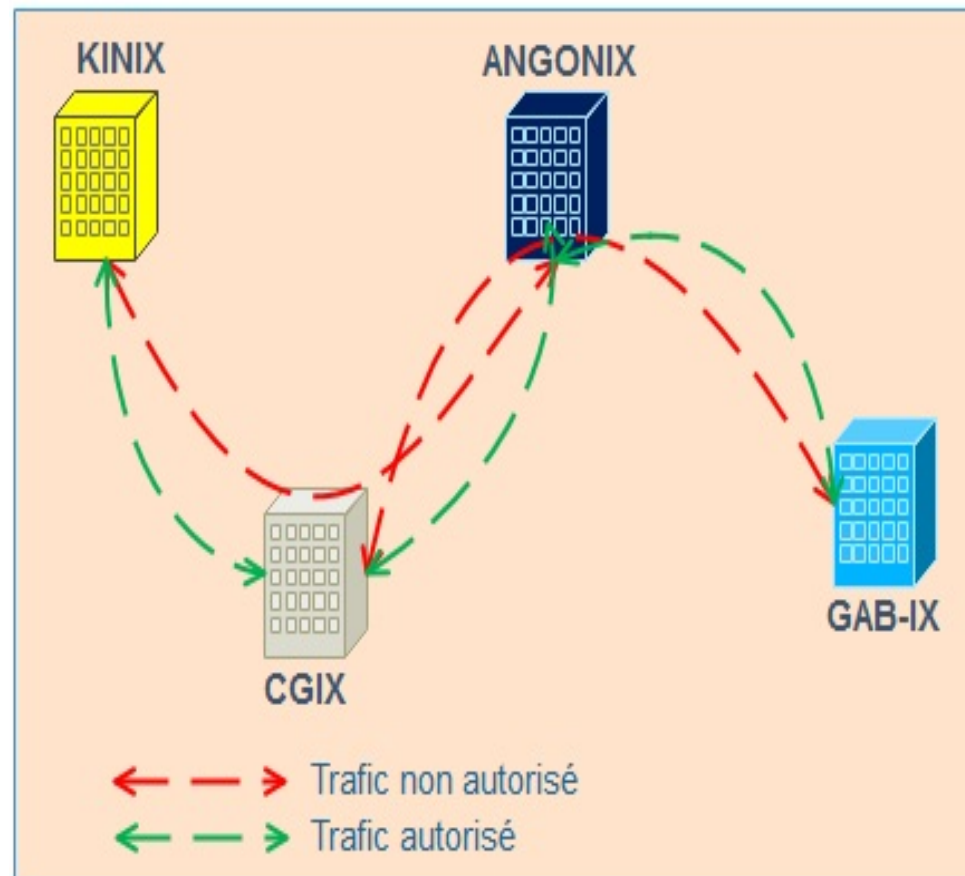 KINIX
ANGONIX
CGIX
GAB-IX
Trafic non autorisé
Trafic autorisé